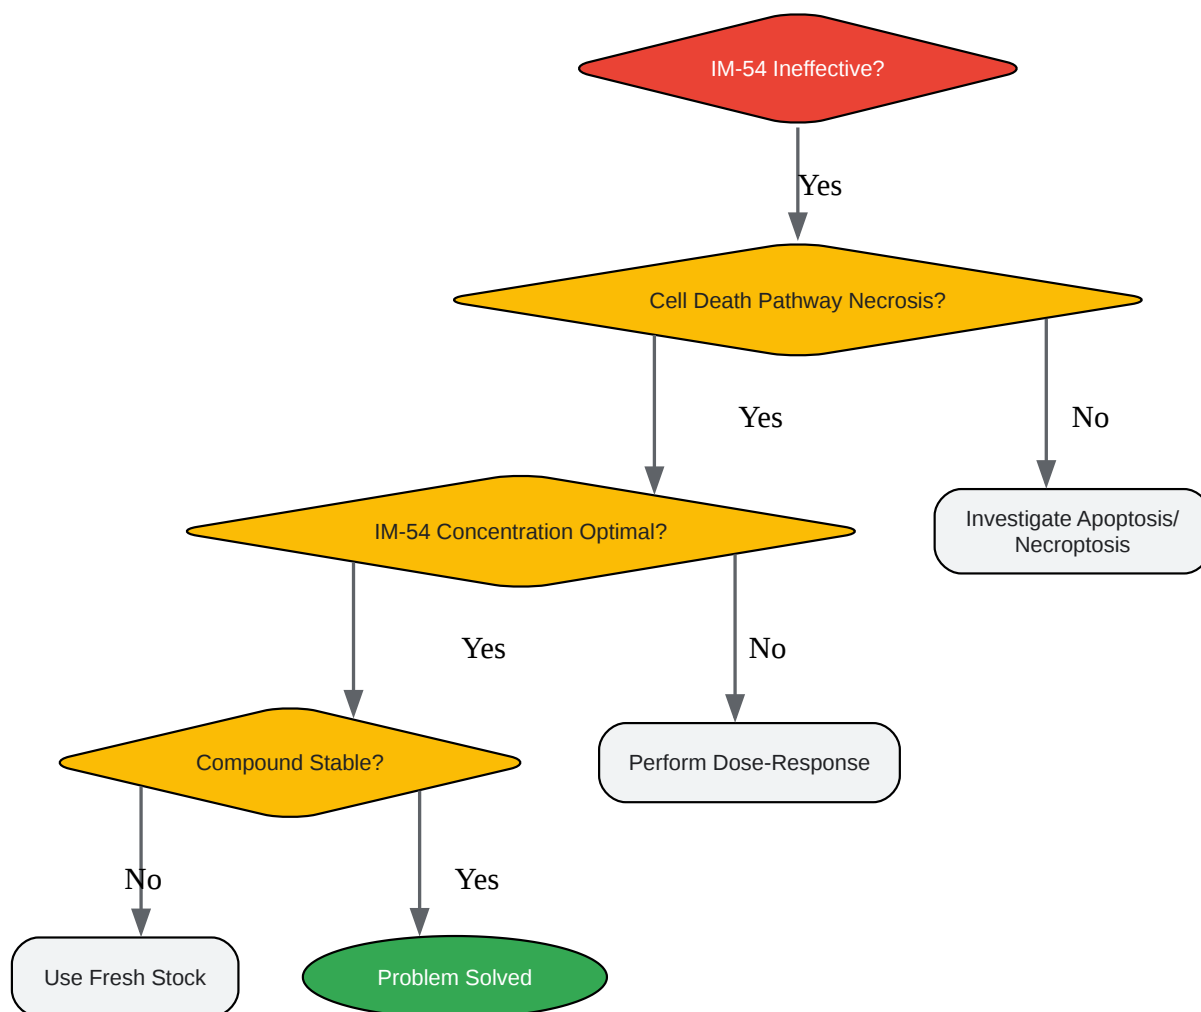 IM-54 Ineffective?
Yes
Cell Death Pathway Necrosis?
Yes
No
IM-54 Concentration Optimal?
Investigate Apoptosis/
Necroptosis
Yes
No
Compound Stable?
Perform Dose-Response
No
Yes
Use Fresh Stock
Problem Solved